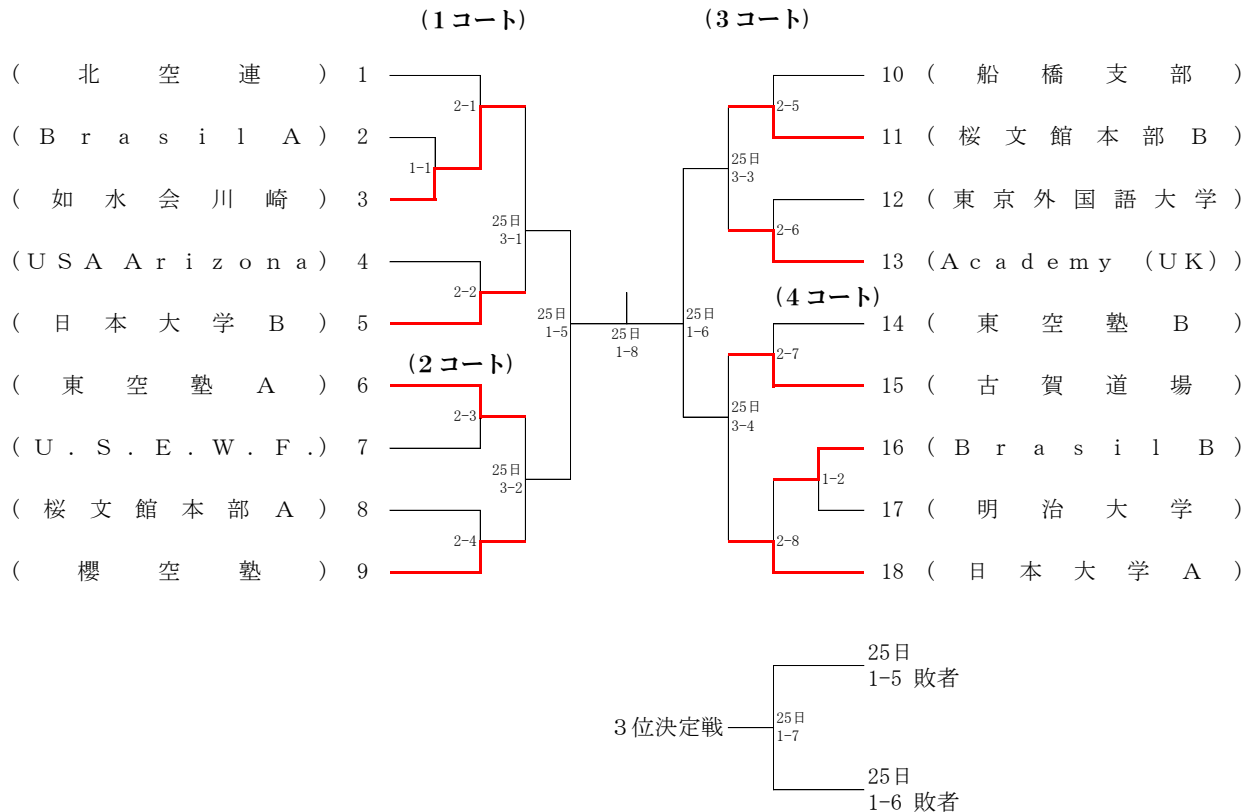 (1コート) (3コート)
(北空連) 1
10 (船橋支部)
2-1
2-5
(Brasil A) 2
11 (桜文館本部B)
1-1
25日
3-3
(如水会川崎) 3
12 (東京外国語大学)
25日
3-1
2-6
(USA Arizona) 4
13 (Academy (UK))
2-2
(4コート)
(日本大学B) 5
25日
1-5
25日
1-8
25日
1-6
14 (東空塾B)
(2コート)
2-7
(東空塾A) 6
15 (古賀道場)
2-3
25日
3-4
(U.S.E.W.F.) 7
16 (Brasil B)
25日
3-2
1-2
(桜文館本部A) 8
17 (明治大学)
2-4
2-8
(櫻空塾) 9
18 (日本大学A)
25日
1-5 敗者
3位決定戦
25日
1-7
25日
1-6 敗者